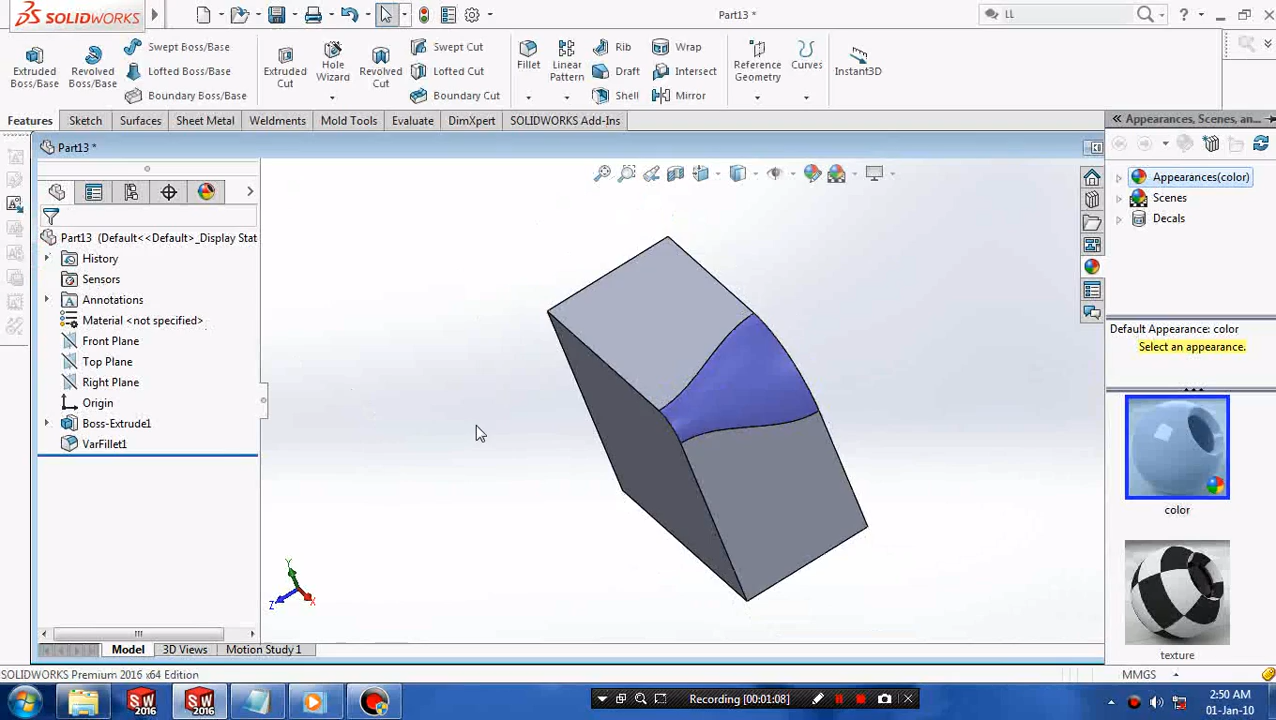 SOLIDWORKS
Part13 *
LL
?
Extruded Boss/Base
Revolved Boss/Base
Swept Boss/Base
Lofted Boss/Base
Boundary Boss/Base
Extruded Cut
Hole Wizard
Revolved Cut
Swept Cut
Lofted Cut
Boundary Cut
Fillet
Linear Pattern
Rib
Draft
Shell
Wrap
Intersect
Mirror
Reference Geometry
Curves
Instant3D
Features
Sketch
Surfaces
Sheet Metal
Weldments
Mold Tools
Evaluate
DimXpert
SOLIDWORKS Add-Ins
Appearances, Scenes, an...
Part13 *
Appearances(color)
Scenes
Decals
Part13 (Default<<Default>_Display Stat
History
Sensors
Annotations
Material <not specified>
Front Plane
Top Plane
Right Plane
Origin
Boss-Extrude1
VarFillet1
Default Appearance: color
Select an appearance.
color
texture
Y
Z
X
Model
3D Views
Motion Study 1
SOLIDWORKS Premium 2016 x64 Edition
MMGS
SW 2016
SW 2016
Recording [00:01:08]
2:50 AM
01-Jan-10